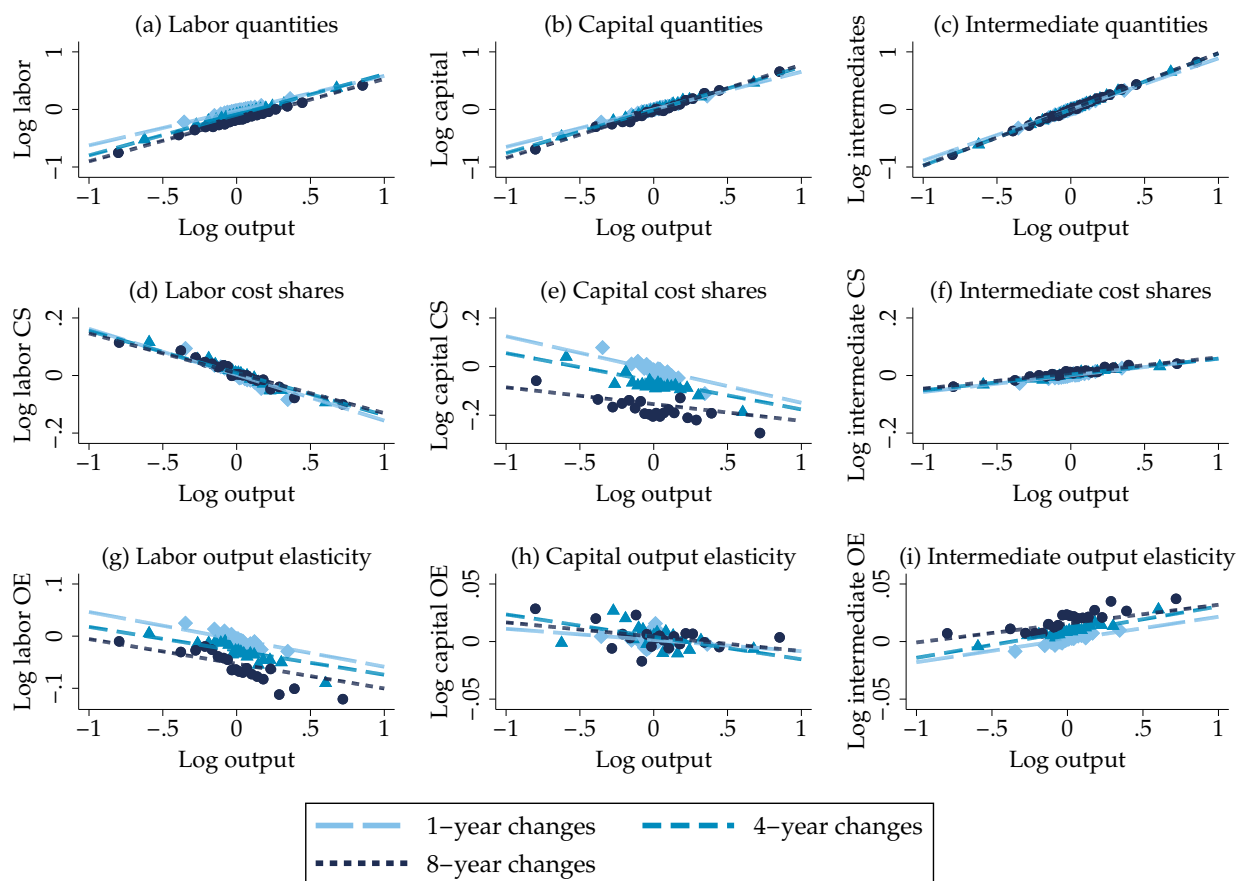 (a) Labor quantities
Log labor
1
0
−1
−1 −.5 0 .5 1
Log output
(b) Capital quantities
Log capital
1
0
−1
−1 −.5 0 .5 1
Log output
(c) Intermediate quantities
Log intermediates
1
0
−1
−1 −.5 0 .5 1
Log output
(d) Labor cost shares
Log labor CS
.2
0
−.2
−1 −.5 0 .5 1
Log output
(e) Capital cost shares
Log capital CS
.2
0
−.2
−1 −.5 0 .5 1
Log output
(f) Intermediate cost shares
Log intermediate CS
.2
0
−.2
−1 −.5 0 .5 1
Log output
(g) Labor output elasticity
Log labor OE
.1
0
−.1
−1 −.5 0 .5 1
Log output
(h) Capital output elasticity
Log capital OE
.05
0
−.05
−1 −.5 0 .5 1
Log output
(i) Intermediate output elasticity
Log intermediate OE
.05
0
−.05
−1 −.5 0 .5 1
Log output
1−year changes
4−year changes
8−year changes